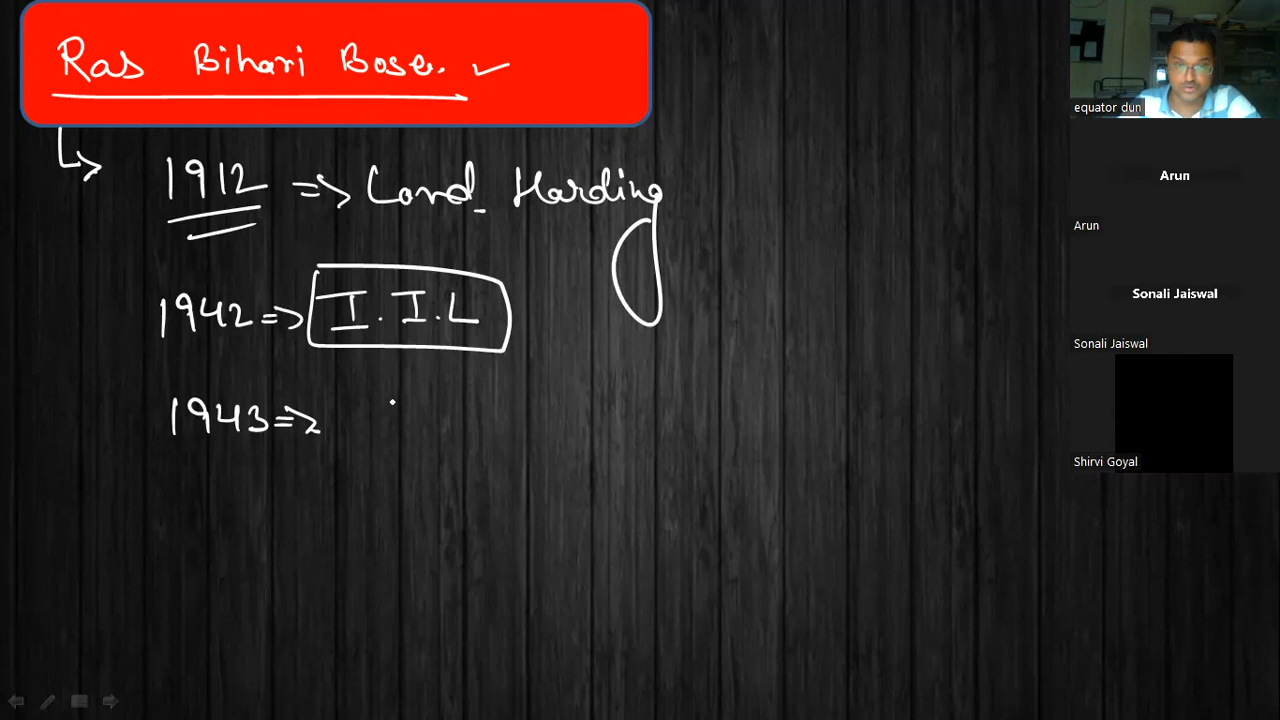 Ras Bihari Bose.
1912 => Lord Harding
1942 => I.I.L
1943 =>
equator dun
Arun
Arun
Sonali Jaiswal
Sonali Jaiswal
Shirvi Goyal